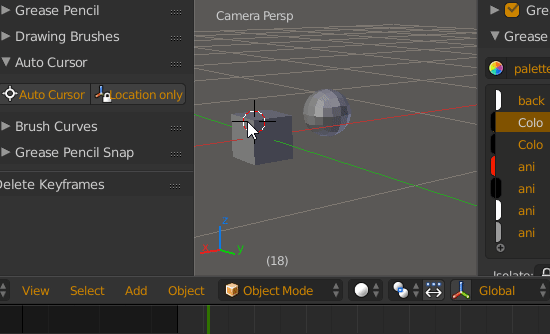 Grease Pencil
Drawing Brushes
Auto Cursor
Auto Cursor Location only
Brush Curves
Grease Pencil Snap
Delete Keyframes
Camera Persp
z
x y
(18)
Gre
Grease
palette
back
Colo
Colo
ani
ani
ani
ani
Isolate:
View Select Add Object Object Mode Global